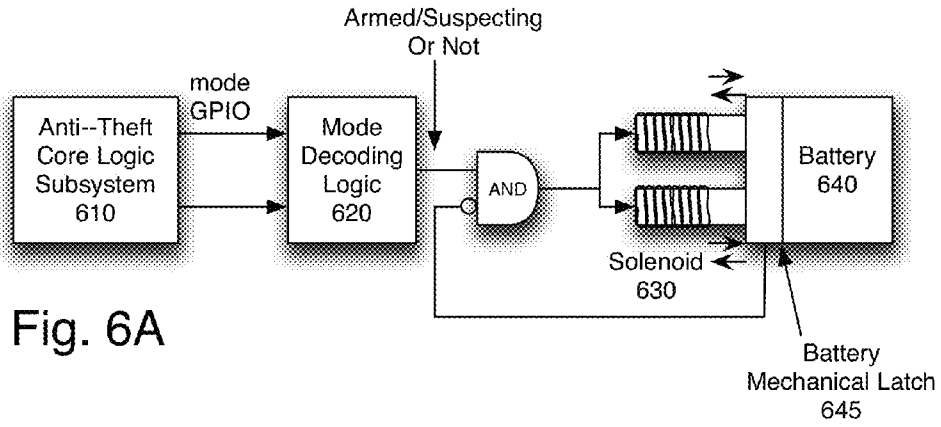 Armed/Suspecting
Or Not
mode
GPIO
Anti--Theft
Core Logic
Subsystem
610
Mode
Decoding
Logic
620
AND
Battery
640
Solenoid
630
Fig. 6A
Battery
Mechanical Latch
645